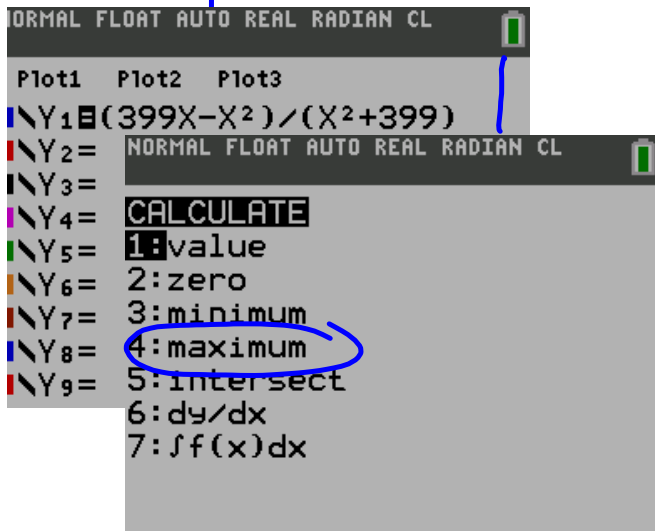 NORMAL FLOAT AUTO REAL RADIAN CL
Plot1 Plot2 Plot3
\Y₁=(399X−X²)/(X²+399)
\Y₂=
\Y₃=
\Y₄=
\Y₅=
\Y₆=
\Y₇=
\Y₈=
\Y₉=
NORMAL FLOAT AUTO REAL RADIAN CL
CALCULATE
1:value
2:zero
3:minimum
4:maximum
5:intersect
6:dy/dx
7:∫f(x)dx